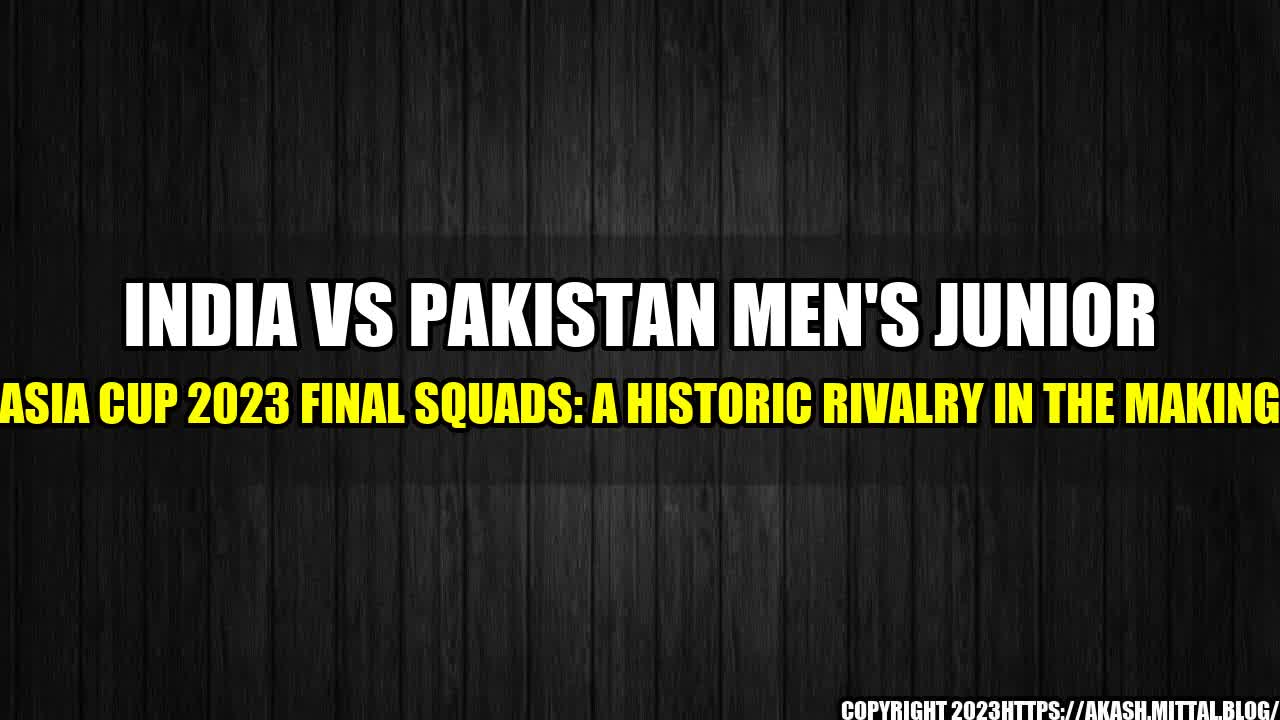 INDIA VS PAKISTAN MEN'S JUNIOR
ASIA CUP 2023 FINAL SQUADS: A HISTORIC RIVALRY IN THE MAKING
COPYRIGHT 2023HTTPS://AKASH.MITTAL.BLOG/